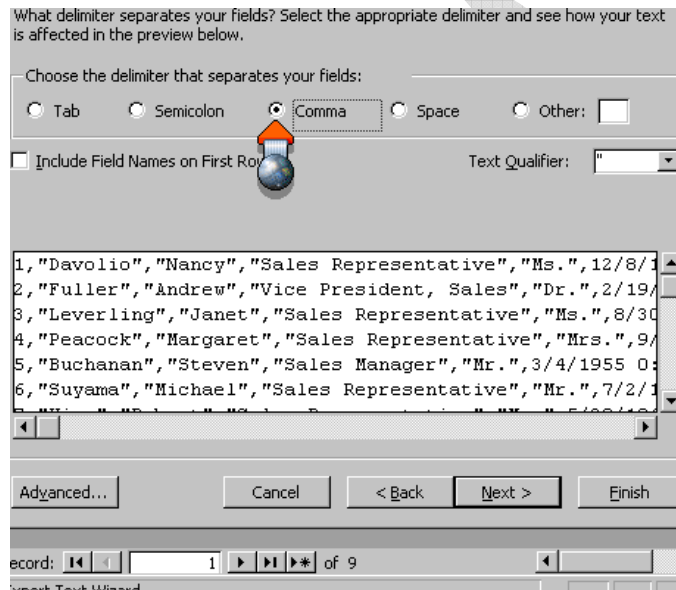 What delimiter separates your fields? Select the appropriate delimiter and see how your text
is affected in the preview below.
Choose the delimiter that separates your fields:
Tab Semicolon Comma Space Other:
Include Field Names on First Row Text Qualifier: "
1,"Davolio","Nancy","Sales Representative","Ms.",12/8/1
2,"Fuller","Andrew","Vice President, Sales","Dr.",2/19/
3,"Leverling","Janet","Sales Representative","Ms.",8/30
4,"Peacock","Margaret","Sales Representative","Mrs.",9/
5,"Buchanan","Steven","Sales Manager","Mr.",3/4/1955 0:
6,"Suyama","Michael","Sales Representative","Mr.",7/2/1
Advanced... Cancel < Back Next > Finish
ecord: 1 of 9
Export Text Wizard